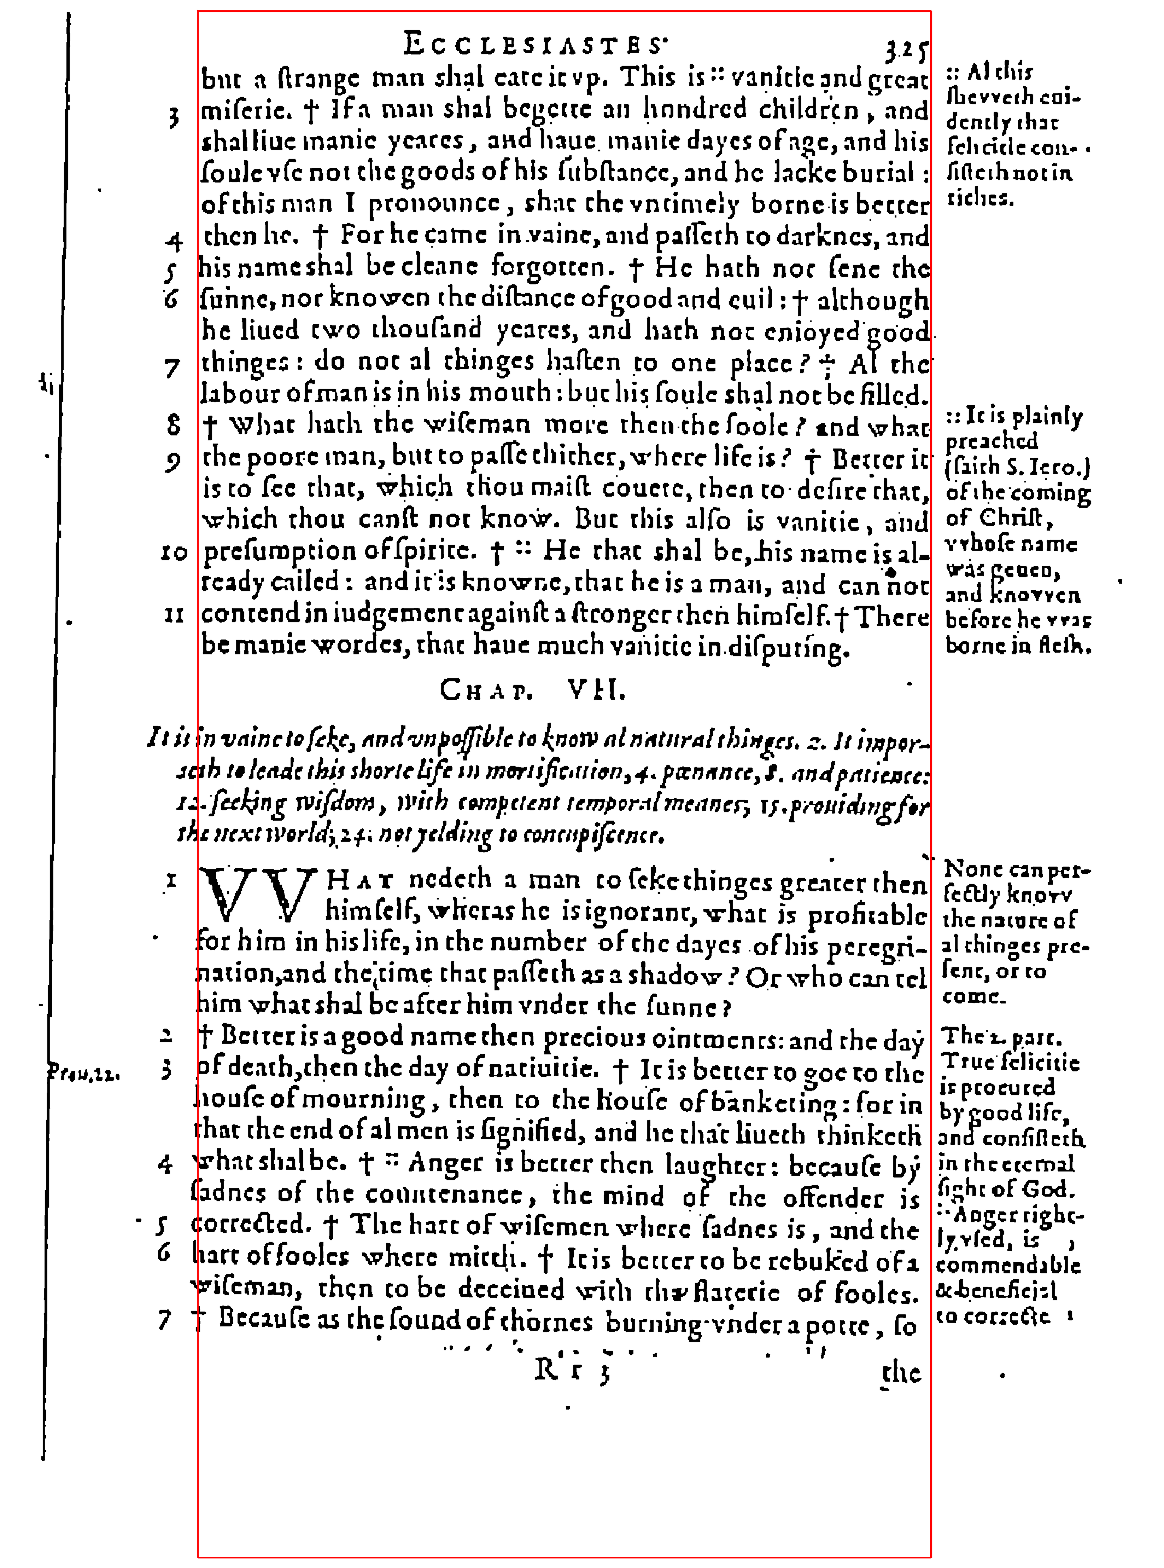 ECCLESIASTES. 325
but a ſtrange man shal eate it vp. This is :: vanitie and great
3 miſerie. † If a man shal begette an hundred children, and
shal liue manie yeares, and haue manie dayes of age, and his
ſoule vſe not the goods of his ſubſtance, and he lacke burial:
of this man I pronounce, that the vntimely borne is better
4 then he. † For he came in vaine, and paſſeth to darknes, and
5 his name shal be cleane forgotten. † He hath not ſene the
6 ſunne, nor knowen the diſtance of good and euil: † although
he liued two thouſand yeares, and hath not enioyed good
7 thinges: do not al thinges haſten to one place? † Al the
labour of man is in his mouth: but his ſoule shal not be filled.
8 † What hath the wiſeman more then the foole? and what
9 the poore man, but to paſſe thither, where life is? † Better it
is to ſee that, which thou maiſt couete, then to deſire that,
which thou canſt not know. But this alſo is vanitie, and
10 preſumption of ſpirite. † :: He that shal be, his name is al-
ready called: and it is knowne, that he is a man, and can not
11 contend in iudgement againſt a ſtronger then himſelf. † There
be manie wordes, that haue much vanitie in diſputing.
:: Al this
shevveth eui-
dently that
felicitie con-
ſiſteth not in
riches.
:: It is plainly
preached
(ſaith S. Iero.)
of the coming
of Chriſt,
vvhoſe name
was geuen,
and knovven
before he vvas
borne in fleſh.
CHAP. VII.
It is in vaine to ſeke, and vnpoſſible to know al natural thinges. 2. It impor-
teth to leade this shorte life in mortification, 4. pœnance, 8. and patience:
12. ſeeking wiſdom, with competent temporal meanes, 15. prouiding for
the next world, 24. not yelding to concupiſcence.
1 VVHAT nedeth a man to ſeke thinges greater then
himſelf, wheras he is ignorant, what is profitable
for him in his life, in the number of the dayes of his peregri-
nation, and the time that paſſeth as a shadow? Or who can tel
him what shal be after him vnder the ſunne?
2 † Better is a good name then precious ointments: and the day
Prou. 22. 3 of death, then the day of natiuitie. † It is better to goe to the
houſe of mourning, then to the houſe of banketing: for in
that the end of al men is ſignified, and he that liueth thinketh
4 what shal be. † :: Anger is better then laughter: becauſe by
ſadnes of the countenance, the mind of the offender is
5 corrected. † The hart of wiſemen where ſadnes is, and the
6 hart of fooles where mirth. † It is better to be rebuked of a
wiſeman, then to be deceiued with the flaterie of fooles.
7 † Becauſe as the ſound of thornes burning vnder a potte, ſo
None can per-
fectly knovv
the nature of
al thinges pre-
ſent, or to
come.
The 2. part.
True felicitie
is procured
by good life,
and conſiſteth
in the eternal
ſight of God.
:: Anger right-
ly vſed, is
commendable
& beneficial
to correcte
Rr 3 the